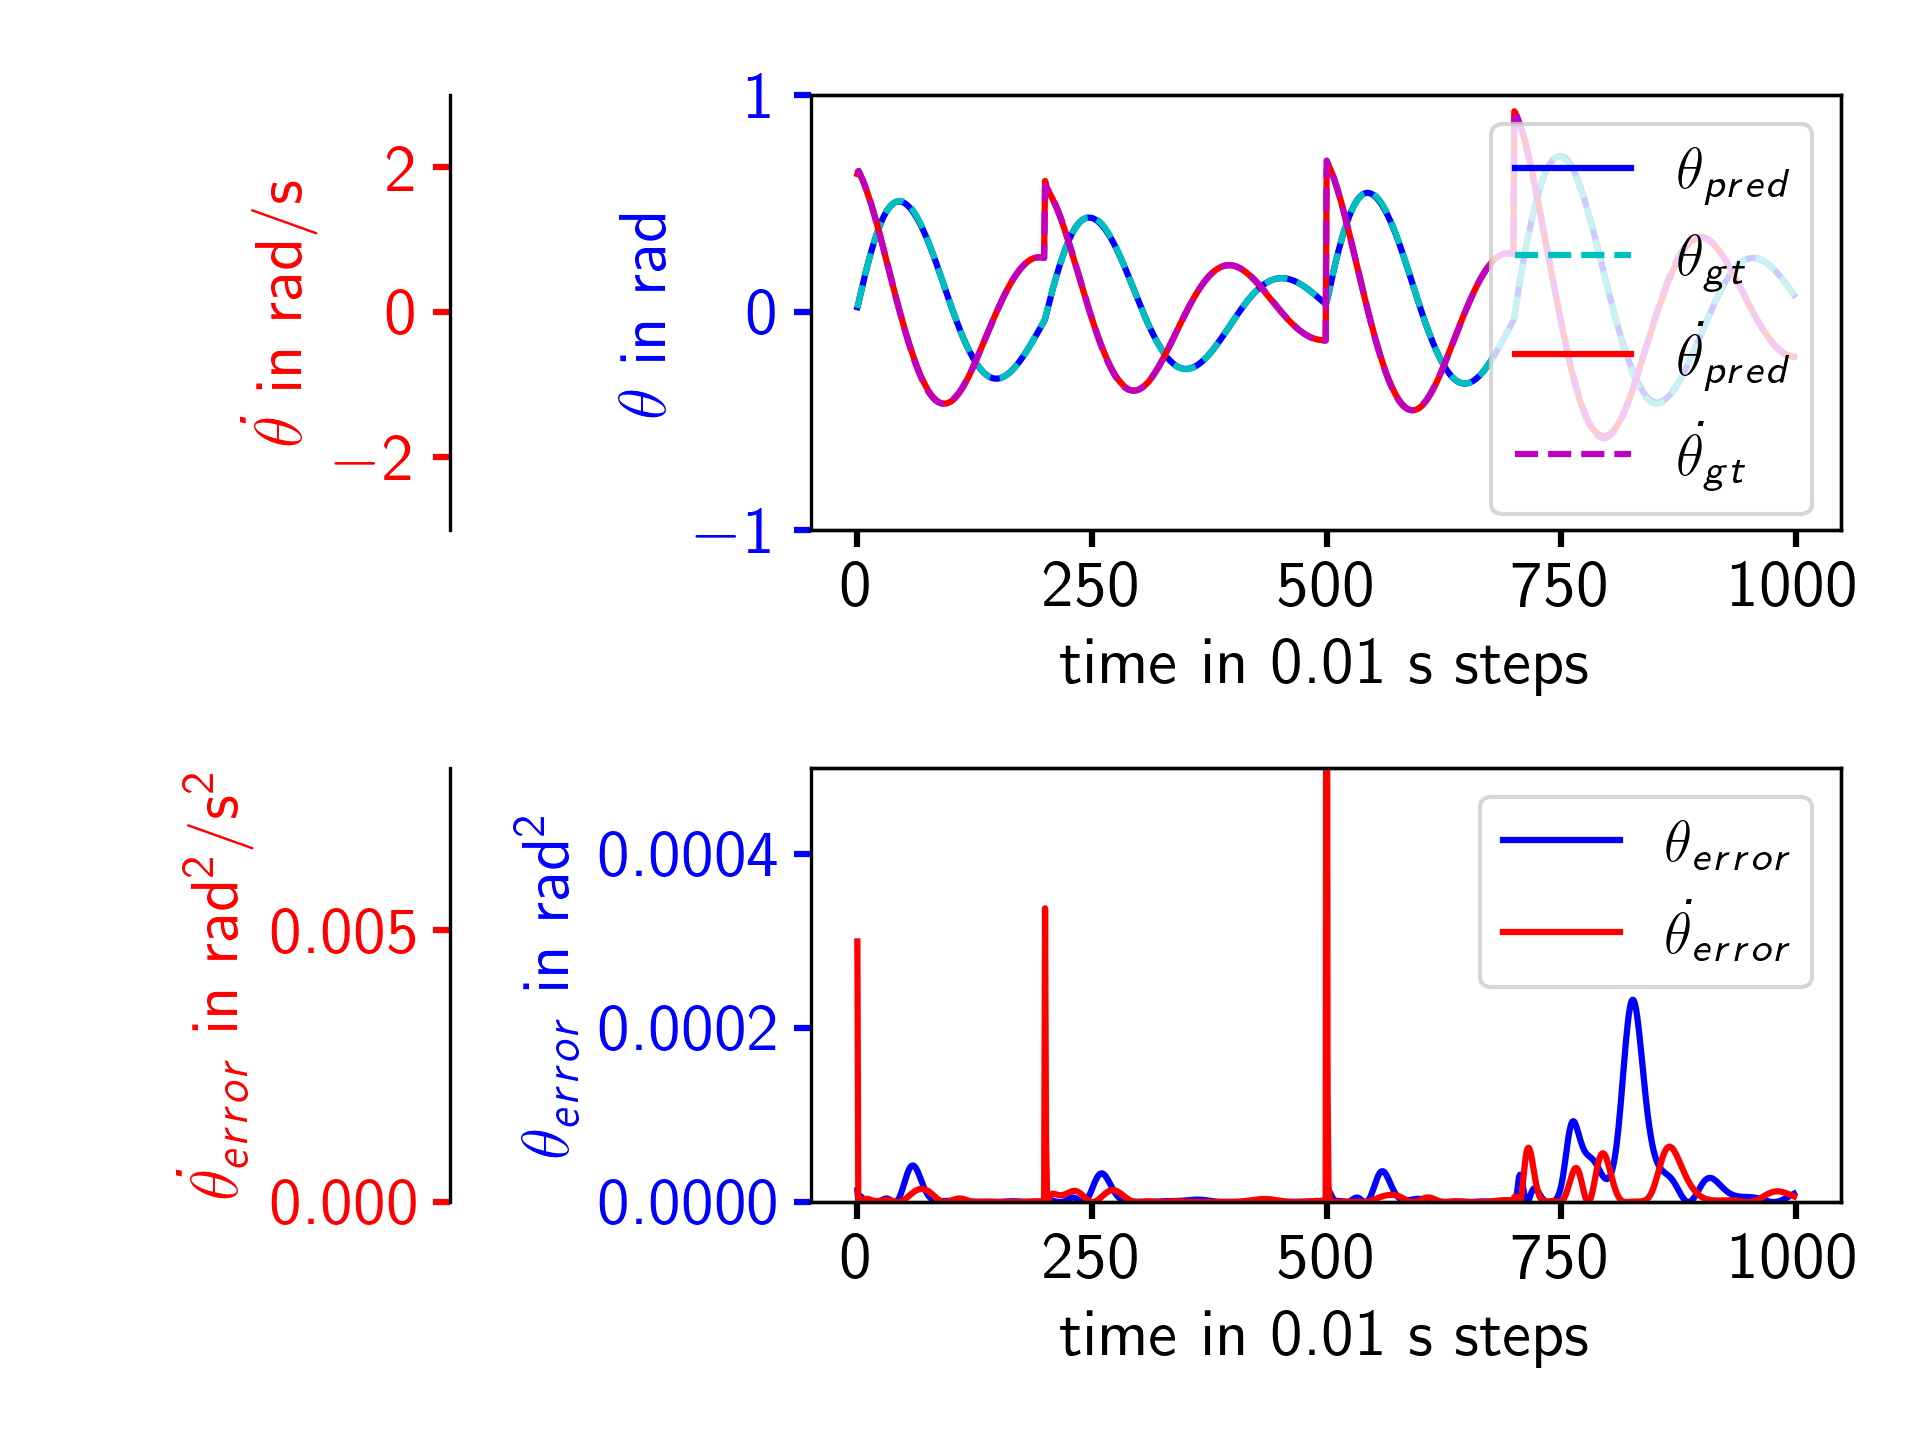 θ̇ in rad/s
2
0
−2
θ in rad
1
0
−1
θ_pred
θ_gt
θ̇_pred
θ̇_gt
0 250 500 750 1000
time in 0.01 s steps
θ̇_error in rad²/s²
0.005
0.000
θ_error in rad²
0.0004
0.0002
0.0000
θ_error
θ̇_error
0 250 500 750 1000
time in 0.01 s steps